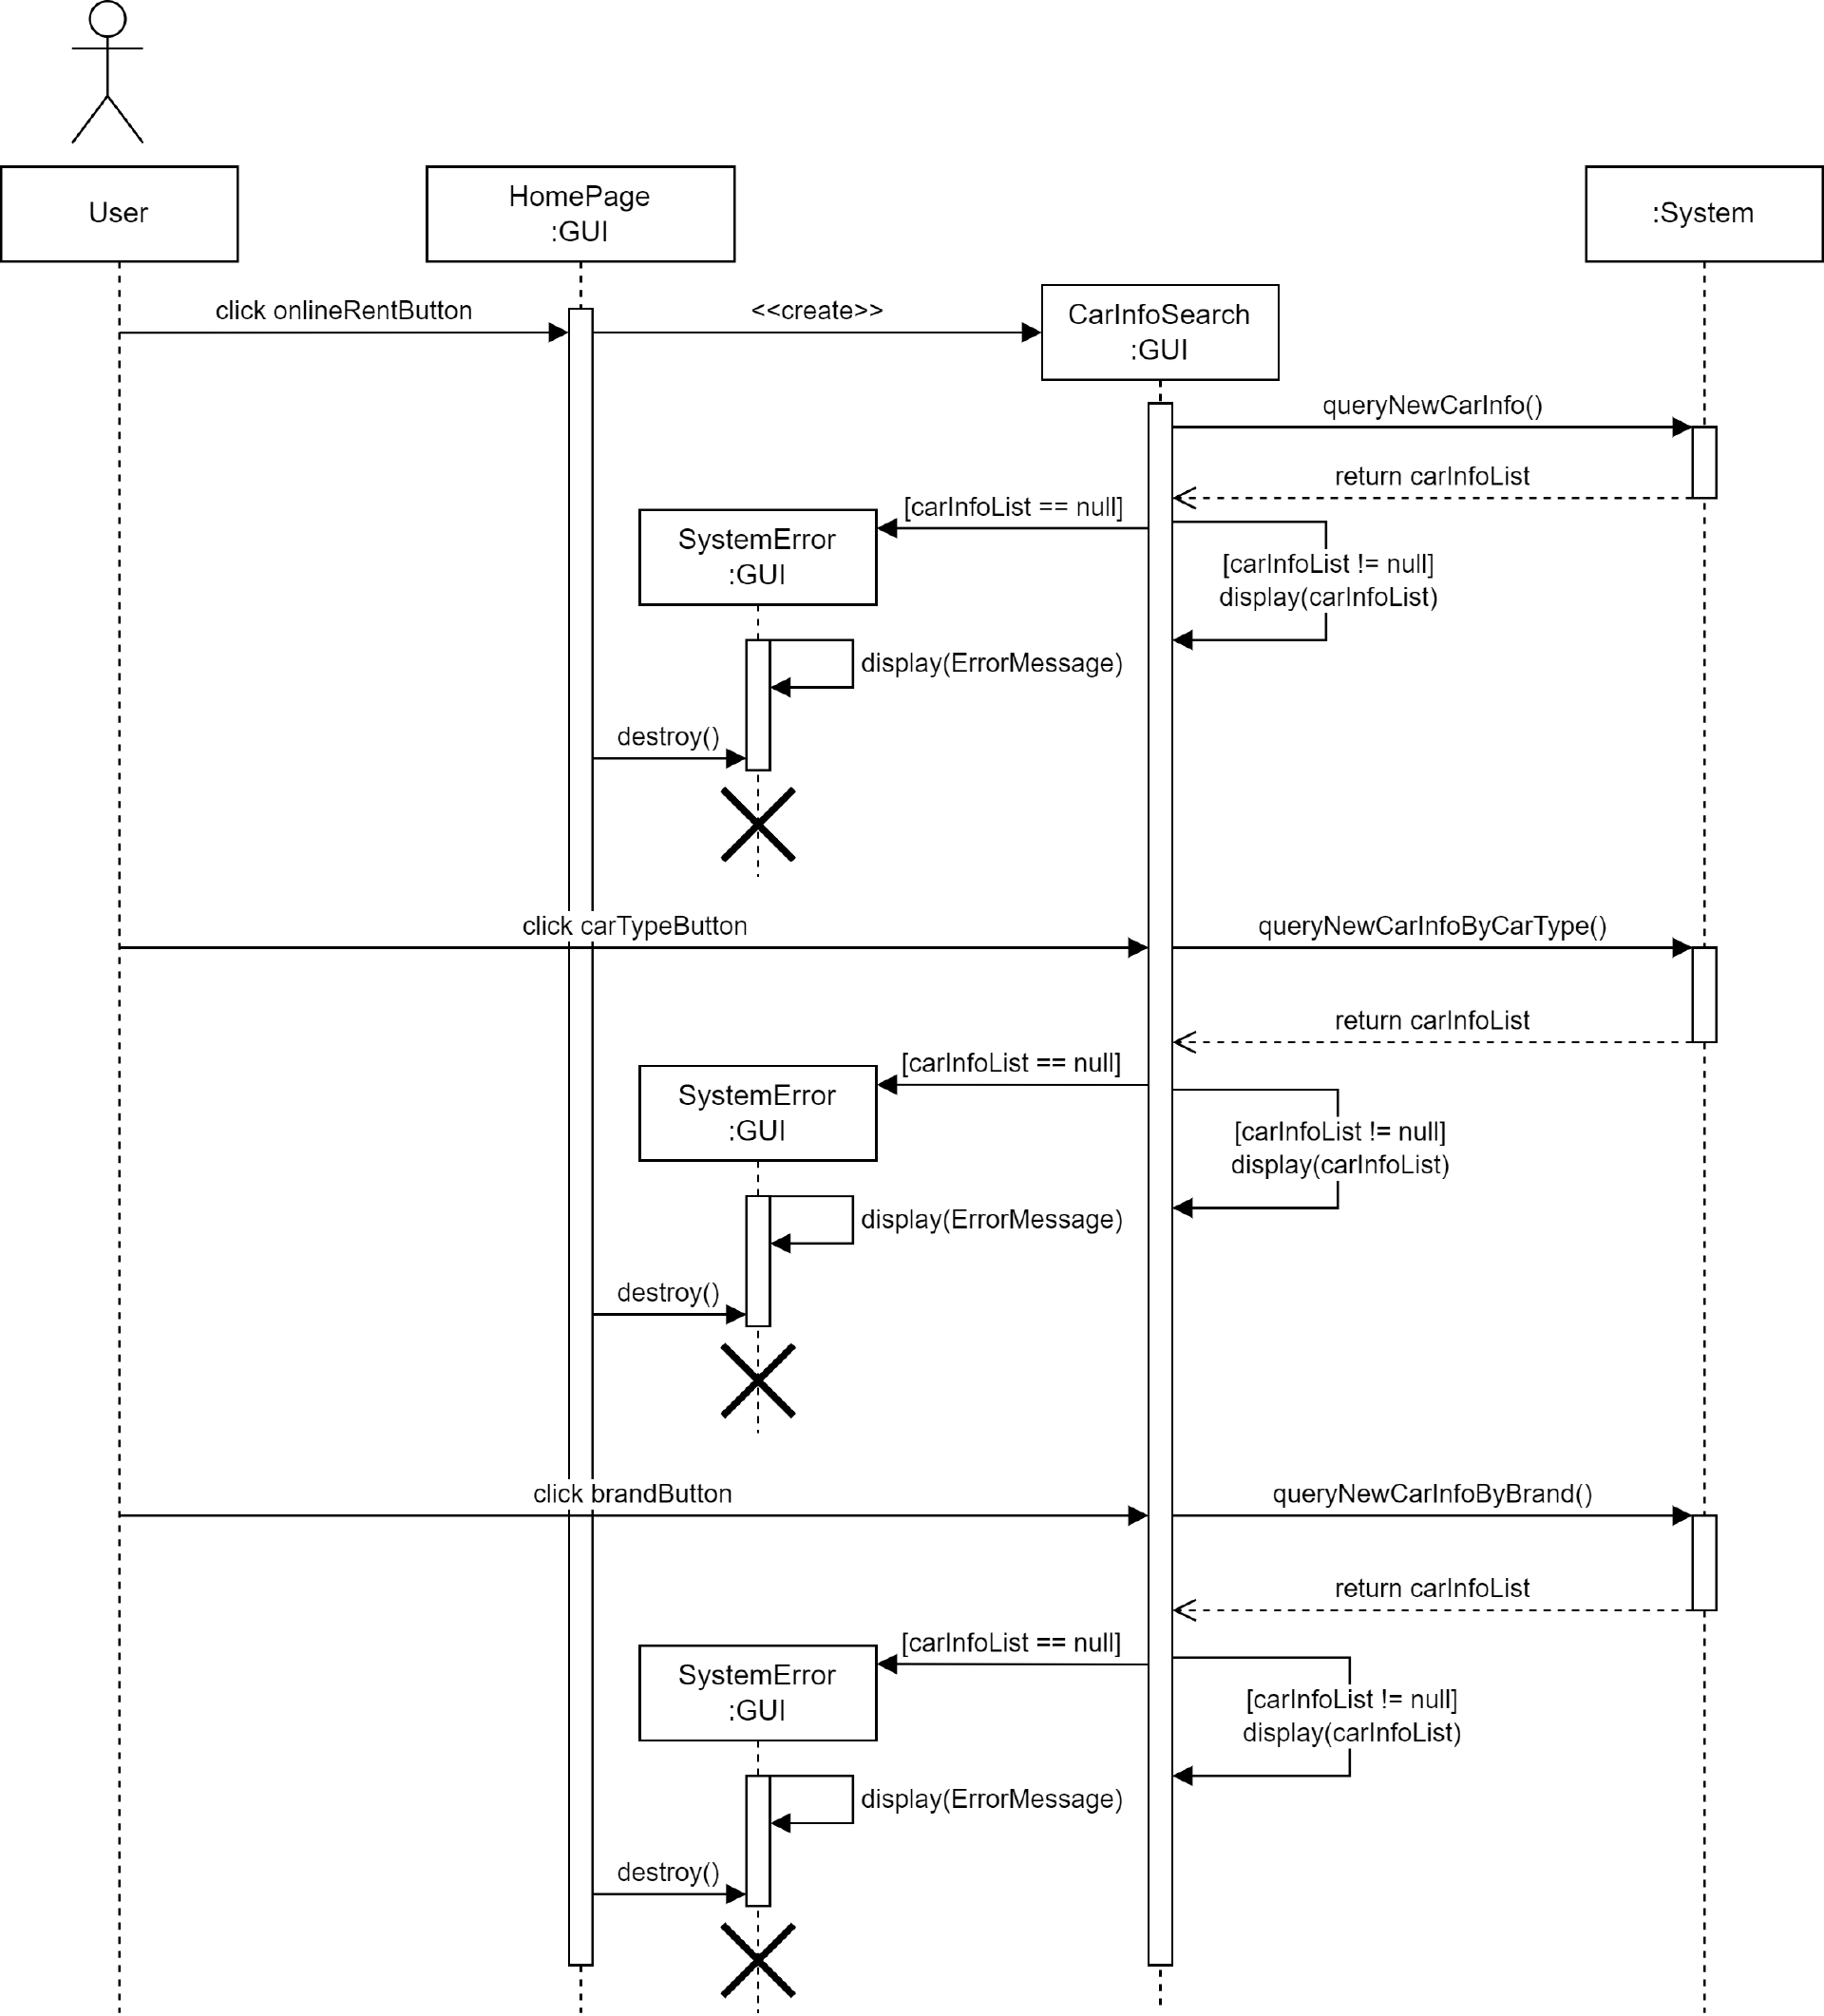 User
HomePage
:GUI
:System
click onlineRentButton
<<create>>
CarInfoSearch
:GUI
queryNewCarInfo()
return carInfoList
[carInfoList == null]
SystemError
:GUI
[carInfoList != null]
display(carInfoList)
display(ErrorMessage)
destroy()
click carTypeButton
queryNewCarInfoByCarType()
return carInfoList
[carInfoList == null]
SystemError
:GUI
[carInfoList != null]
display(carInfoList)
display(ErrorMessage)
destroy()
click brandButton
queryNewCarInfoByBrand()
return carInfoList
[carInfoList == null]
SystemError
:GUI
[carInfoList != null]
display(carInfoList)
display(ErrorMessage)
destroy()